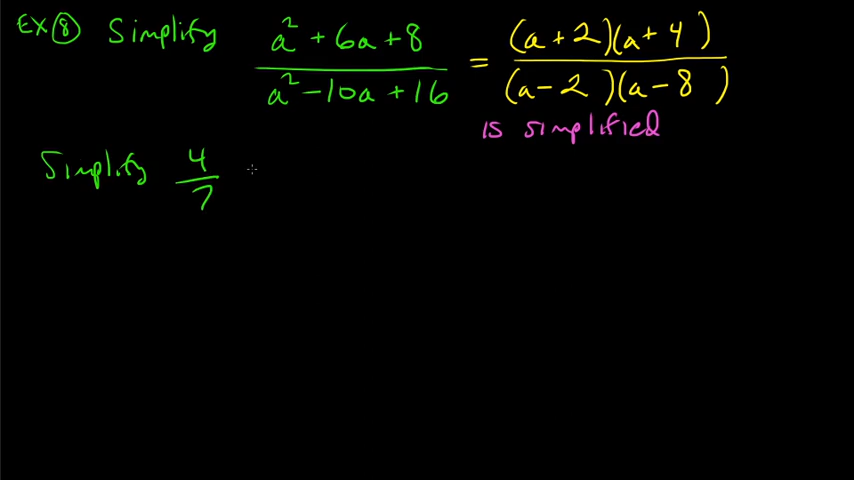 EX ⑧ Simplify (a² + 6a + 8)/(a² - 10a + 16) = ((a + 2)(a + 4))/((a - 2)(a - 8))
is simplified
Simplify 4/7